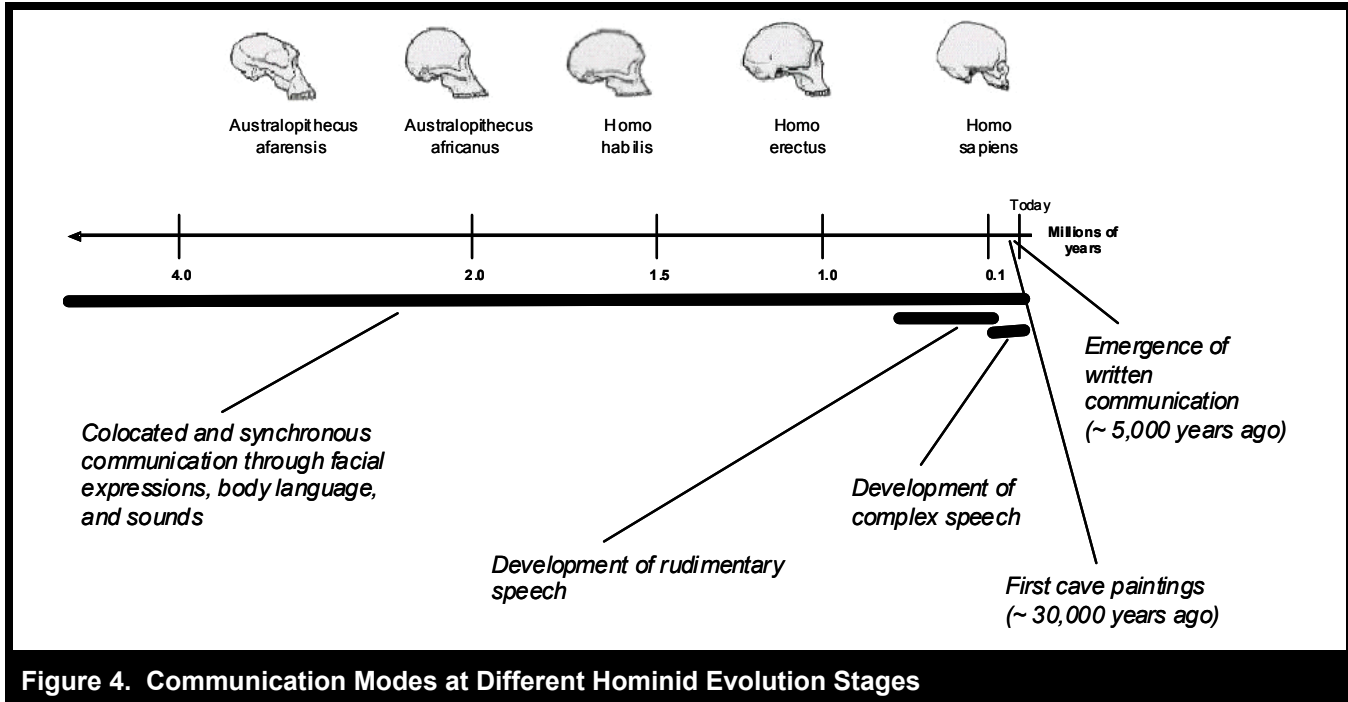 Australopithecus
afarensis
Australopithecus
africanus
Homo
habilis
Homo
erectus
Homo
sapiens
Today
Millions of
years
4.0
2.0
1.5
1.0
0.1
Emergence of
written
communication
(~ 5,000 years ago)
Colocated and synchronous
communication through facial
expressions, body language,
and sounds
Development of
complex speech
Development of rudimentary
speech
First cave paintings
(~ 30,000 years ago)
Figure 4. Communication Modes at Different Hominid Evolution Stages